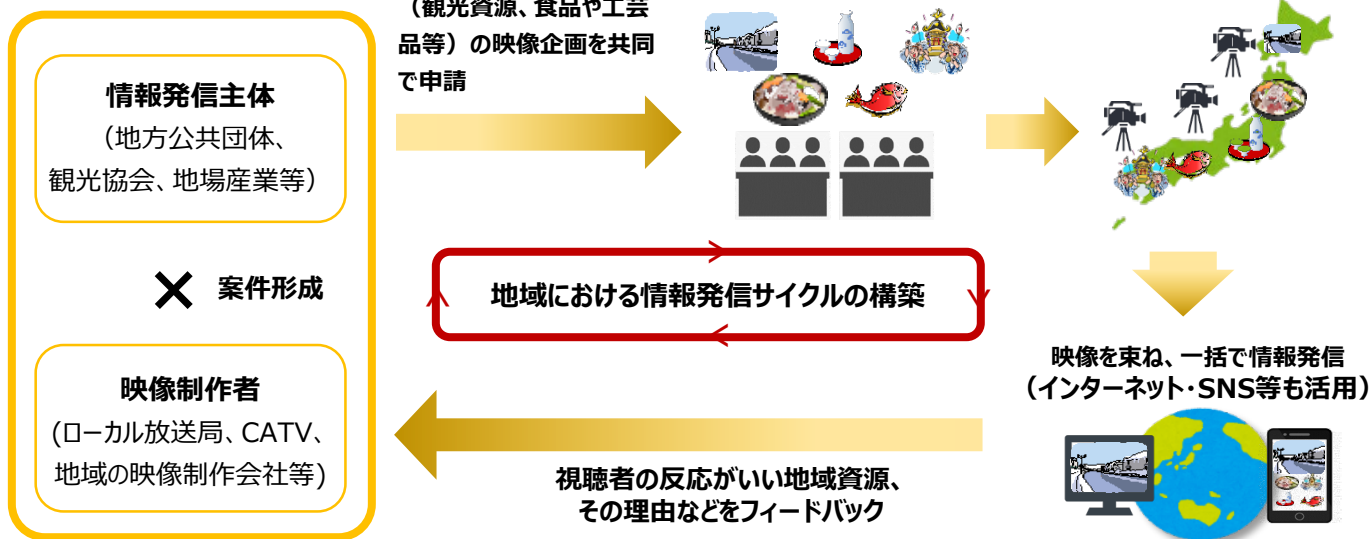 （観光資源、食品や工芸
品等）の映像企画を共同
で申請
情報発信主体
（地方公共団体、
観光協会、地場産業等）
× 案件形成
映像制作者
(ローカル放送局、CATV、
地域の映像制作会社等)
地域における情報発信サイクルの構築
映像を束ね、一括で情報発信
（インターネット・SNS等も活用）
視聴者の反応がいい地域資源、
その理由などをフィードバック